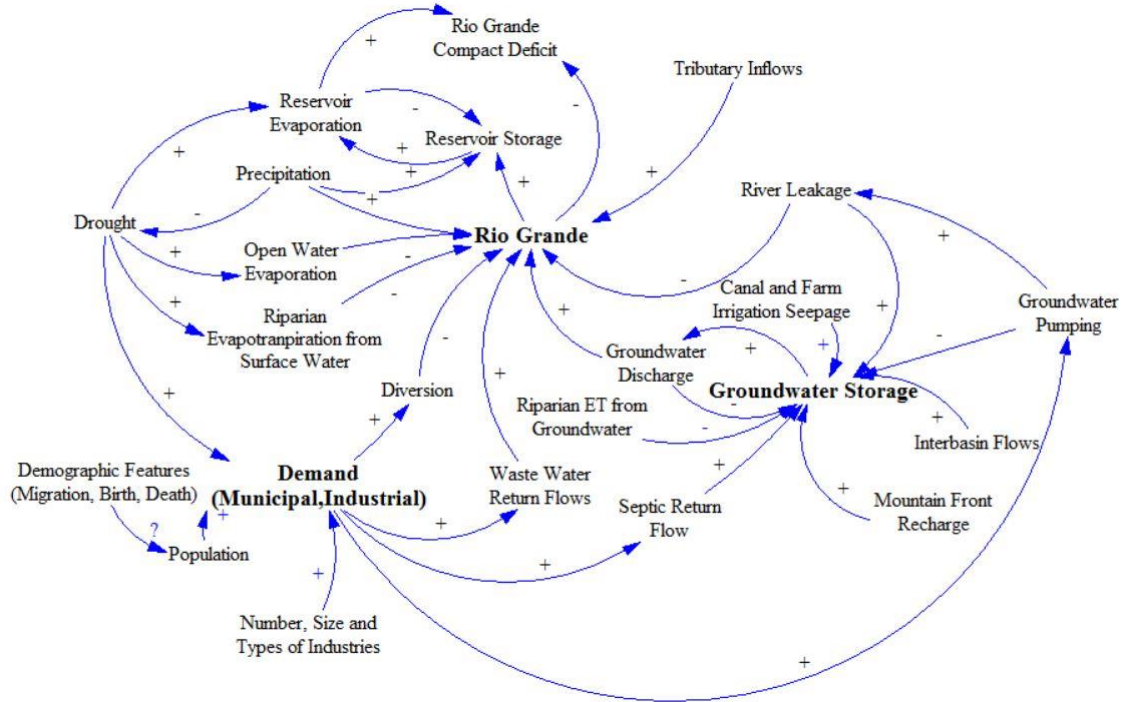 Rio Grande
Compact Deficit
+
Tributary Inflows
Reservoir
Evaporation
-
-
Reservoir Storage
+
+
Precipitation
+
+
+
+
River Leakage
-
Drought
+
Rio Grande
+
Open Water
Evaporation
-
+
-
Canal and Farm
Irrigation Seepage
+
Riparian
Evapotranpiration from
Surface Water
-
+
+
Groundwater
Pumping
-
+
+
Groundwater
Discharge
-
Diversion
Groundwater Storage
+
+
+
-
Riparian ET from
Groundwater
-
+
Interbasin Flows
Demand
(Municipal,Industrial)
Waste Water
Return Flows
+
Demographic Features
(Migration, Birth, Death)
Septic Return
Flow
+
Mountain Front
Recharge
?
+
+
Population
+
+
Number, Size and
Types of Industries
+